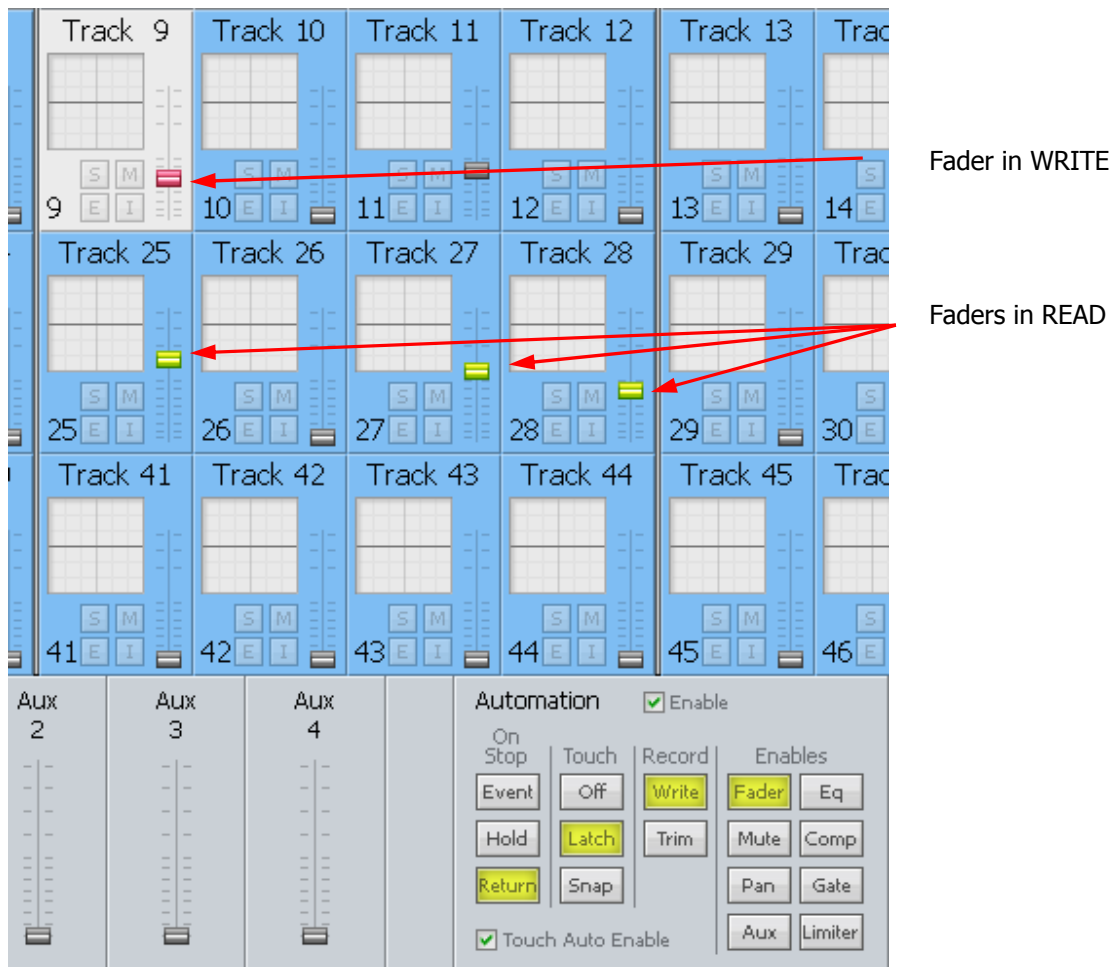 Track 9 Track 10 Track 11 Track 12 Track 13 Trac
S M S M S M S M S M S
9 E I 10 E I 11 E I 12 E I 13 E I 14 E
Fader in WRITE
Track 25 Track 26 Track 27 Track 28 Track 29 Trac
Faders in READ
S M S M S M S M S M S
25 E I 26 E I 27 E I 28 E I 29 E I 30 E
Track 41 Track 42 Track 43 Track 44 Track 45 Trac
S M S M S M S M S M S
41 E I 42 E I 43 E I 44 E I 45 E I 46 E
Aux
2
Aux
3
Aux
4
Automation Enable
On
Stop Touch Record Enables
Event Off Write Fader Eq
Hold Latch Trim Mute Comp
Return Snap Pan Gate
Touch Auto Enable Aux Limiter